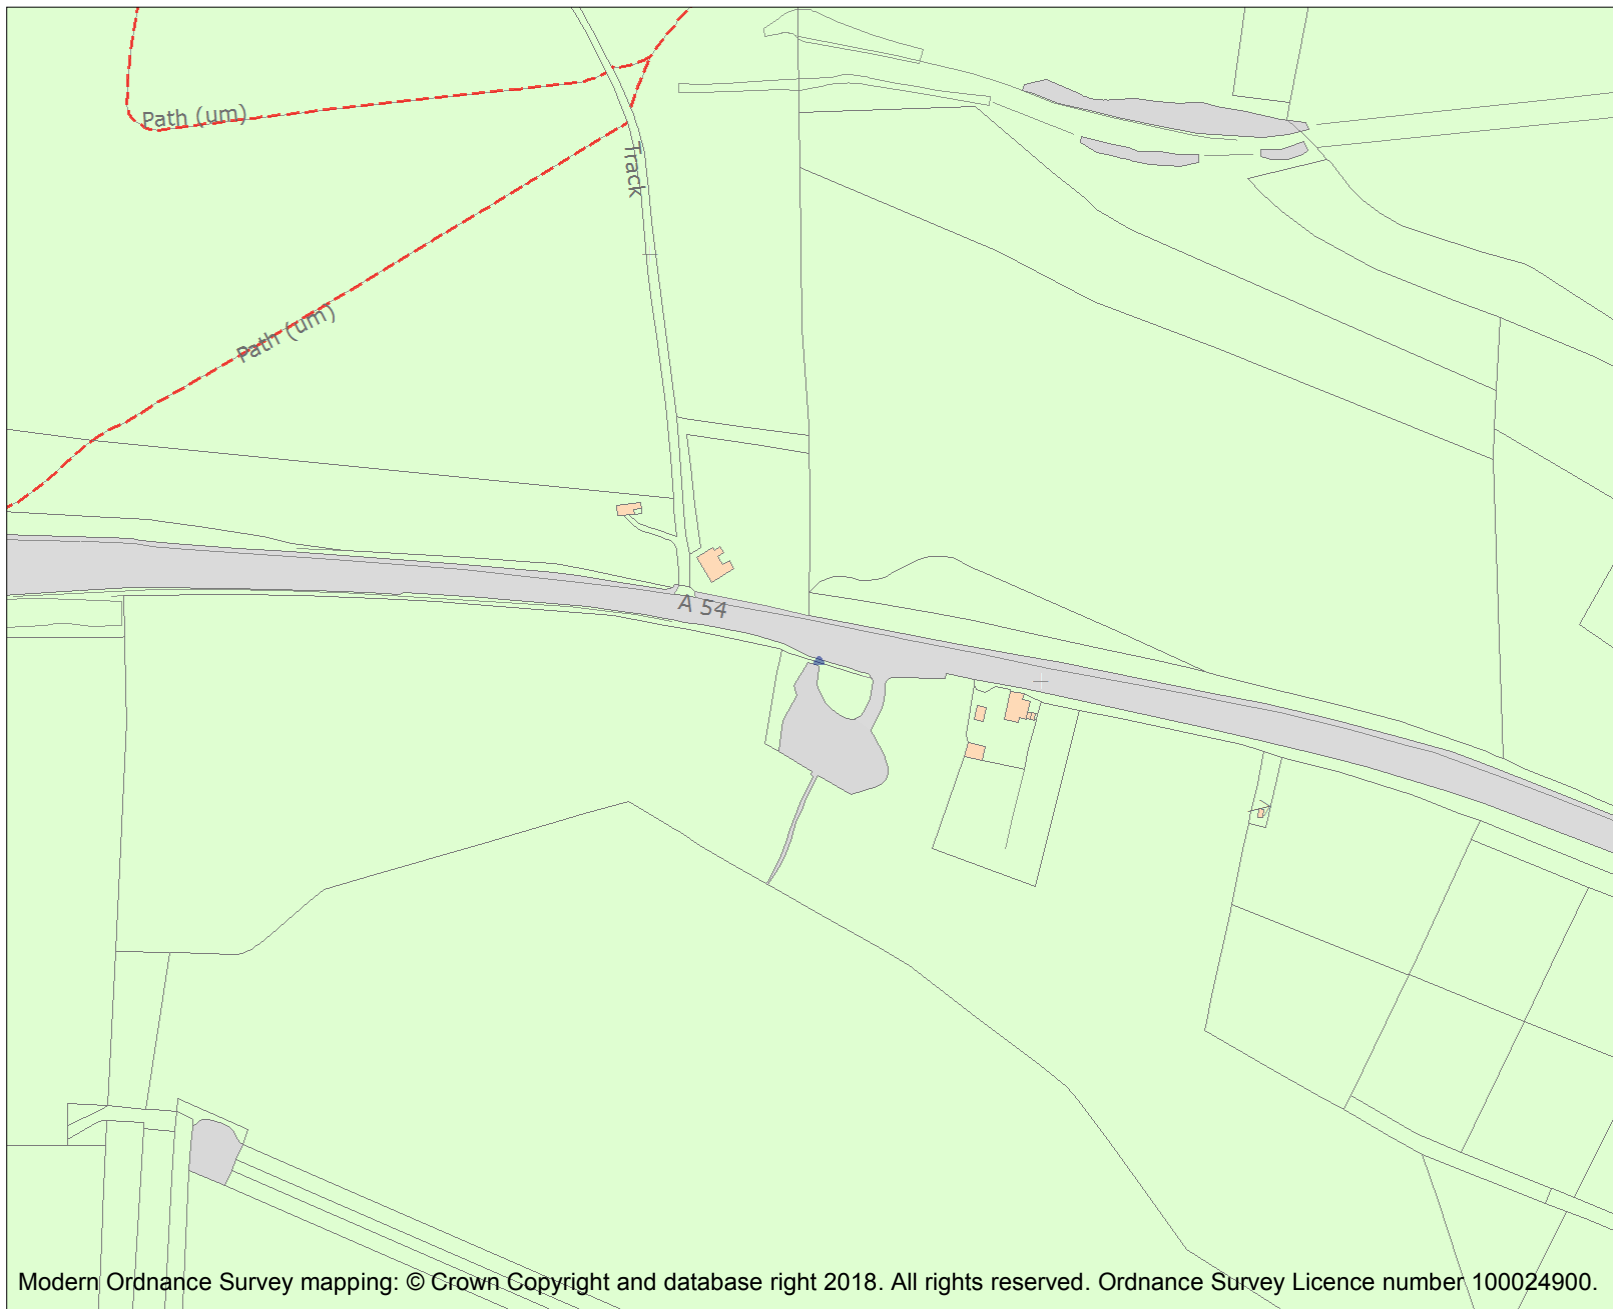 Path (um)
Track
Path (um)
A 54
Modern Ordnance Survey mapping: © Crown Copyright and database right 2018. All rights reserved. Ordnance Survey Licence number 100024900.